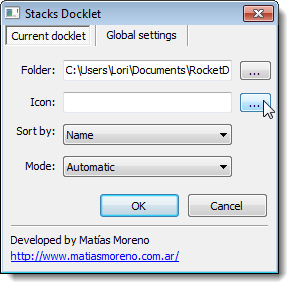 Stacks Docklet
Current docklet Global settings
Folder: C:\Users\Lori\Documents\RocketD ...
Icon: ...
Sort by: Name
Mode: Automatic
OK Cancel
Developed by Matías Moreno
http://www.matiasmoreno.com.ar/